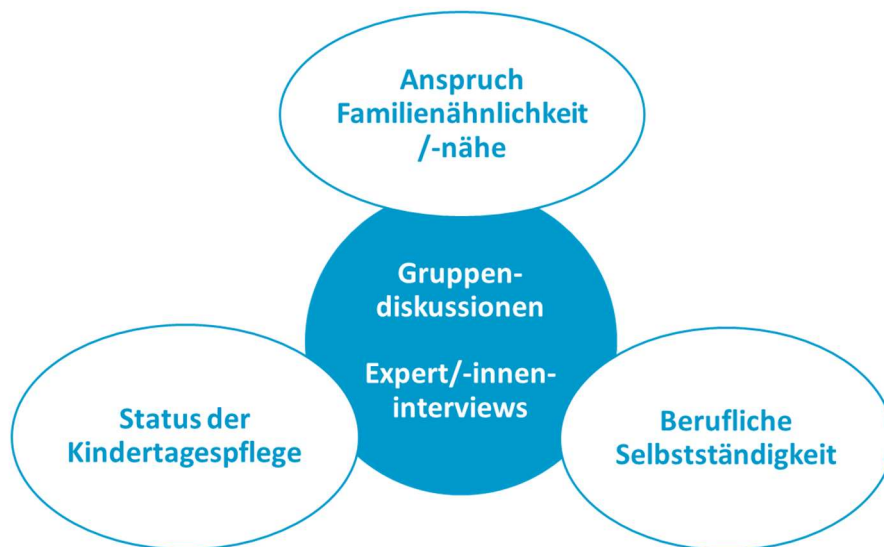 Anspruch
Familienähnlichkeit
/-nähe
Gruppen-
diskussionen
Expert/-innen-
interviews
Status der
Kindertagespflege
Berufliche
Selbstständigkeit